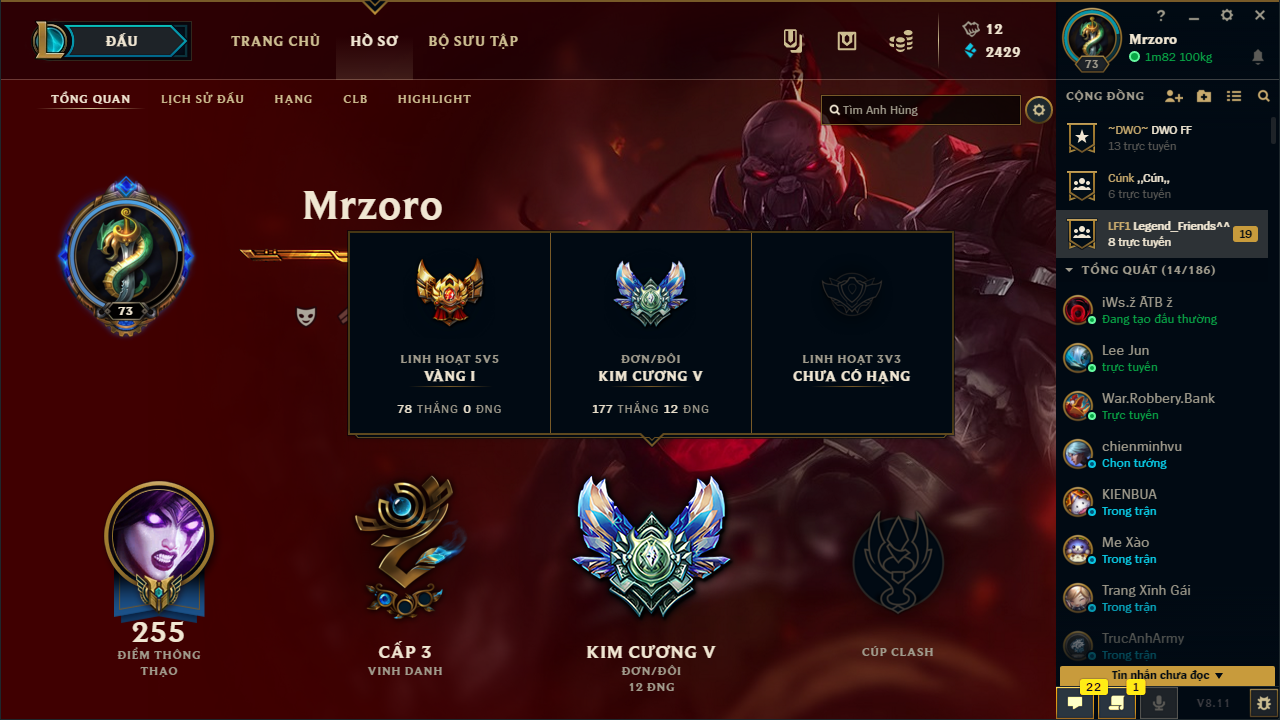 ĐẤU
TRANG CHỦ
HỒ SƠ
BỘ SƯU TẬP
12
2429
TỔNG QUAN
LỊCH SỬ ĐẤU
HẠNG
CLB
HIGHLIGHT
Tìm Anh Hùng
73
Mrzoro
LINH HOẠT 5V5
VÀNG I
78 THẮNG 0 ĐNG
ĐƠN/ĐÔI
KIM CƯƠNG V
177 THẮNG 12 ĐNG
LINH HOẠT 3V3
CHƯA CÓ HẠNG
255
ĐIỂM THÔNG
THẠO
CẤP 3
VINH DANH
KIM CƯƠNG V
ĐƠN/ĐÔI
12 ĐNG
CÚP CLASH
?
73
Mrzoro
1m82 100kg
CỘNG ĐỒNG
~DWO~ DWO FF
13 trực tuyến
Cúnk ,,Cún,,
6 trực tuyến
LFF1 Legend_Friends^^
8 trực tuyến
19
TỔNG QUÁT (14/186)
iWs.ž ÃTB ž
Đang tạo đấu thường
Lee Jun
trực tuyến
War.Robbery.Bank
Trực tuyến
chienminhvu
Chọn tướng
KIENBUA
Trong trận
Me Xào
Trong trận
Trang Xĩnh Gái
Trong trận
TrucAnhArmy
Trong trận
Tin nhắn chưa đọc
22
1
V8.11